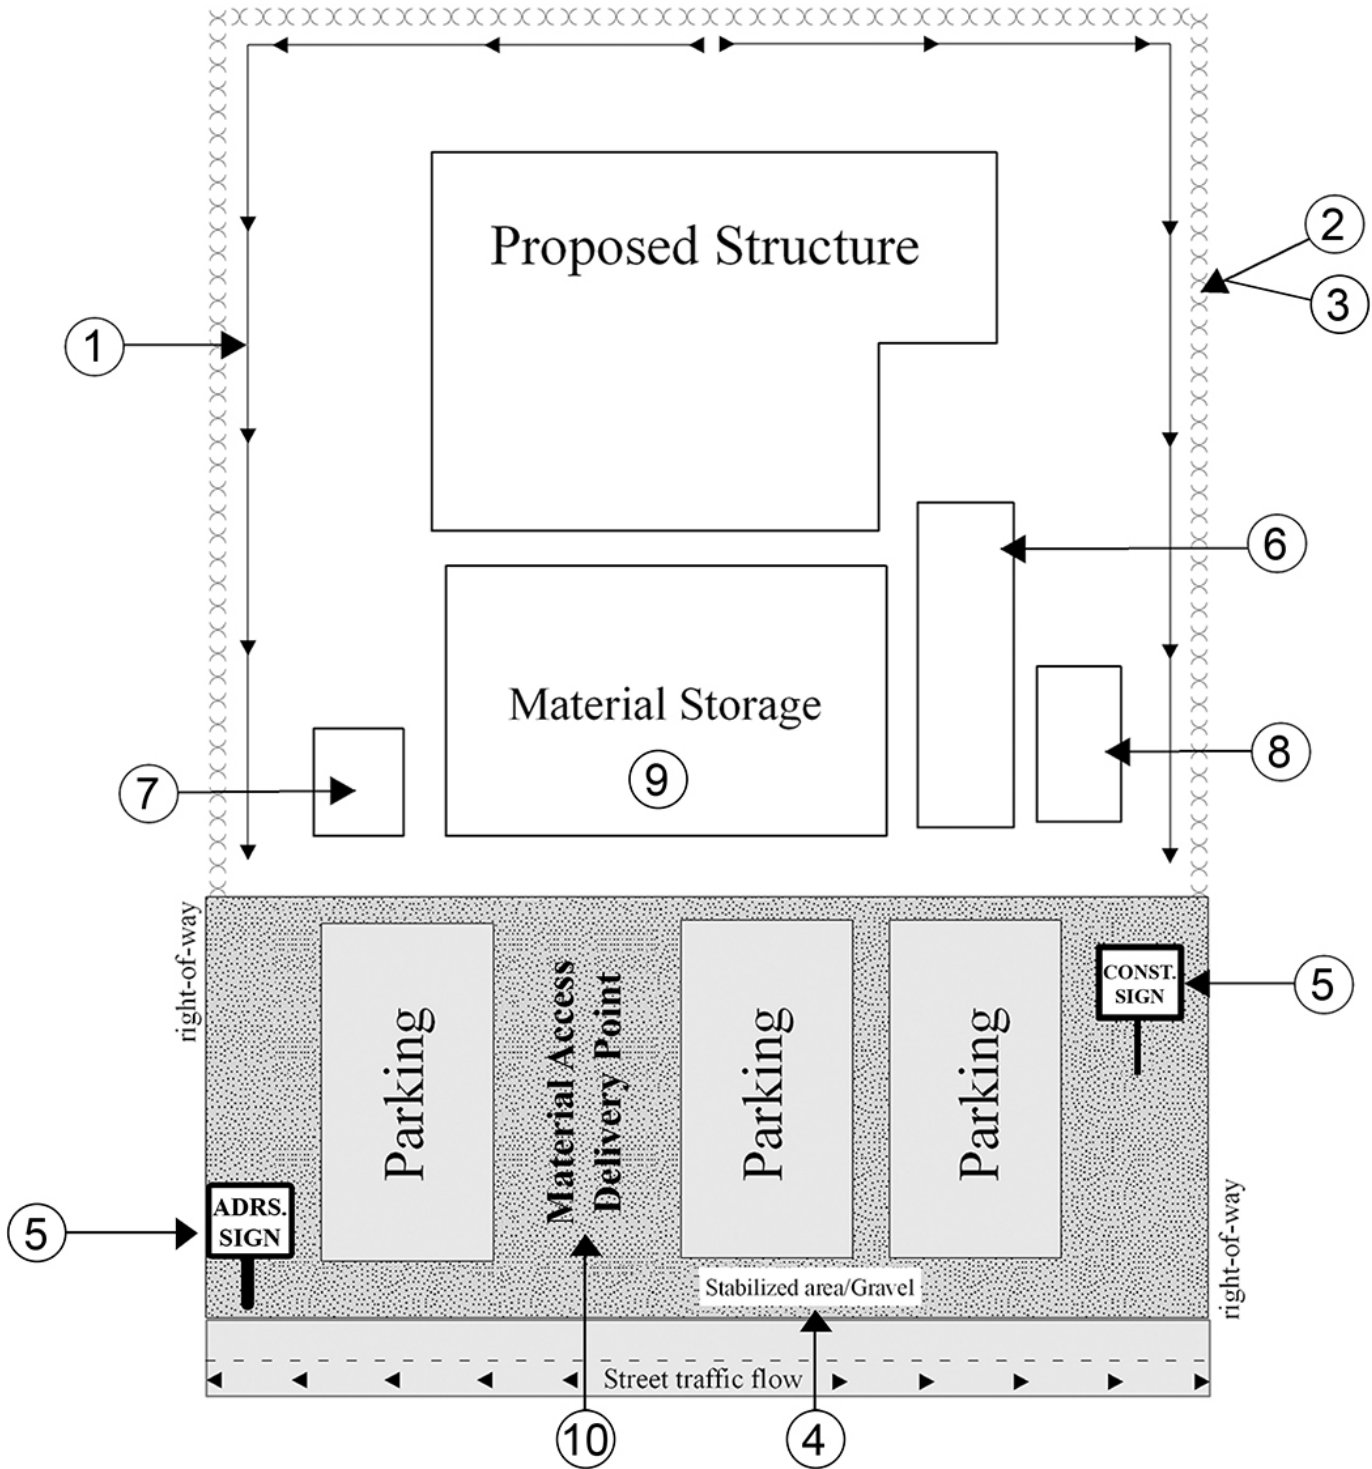 Proposed Structure
2
3
1
6
Material Storage
9
8
7
right-of-way
CONST.
SIGN
5
Parking
Material Access
Delivery Point
Parking
Parking
ADRS.
SIGN
5
right-of-way
Stabilized area/Gravel
Street traffic flow
10
4